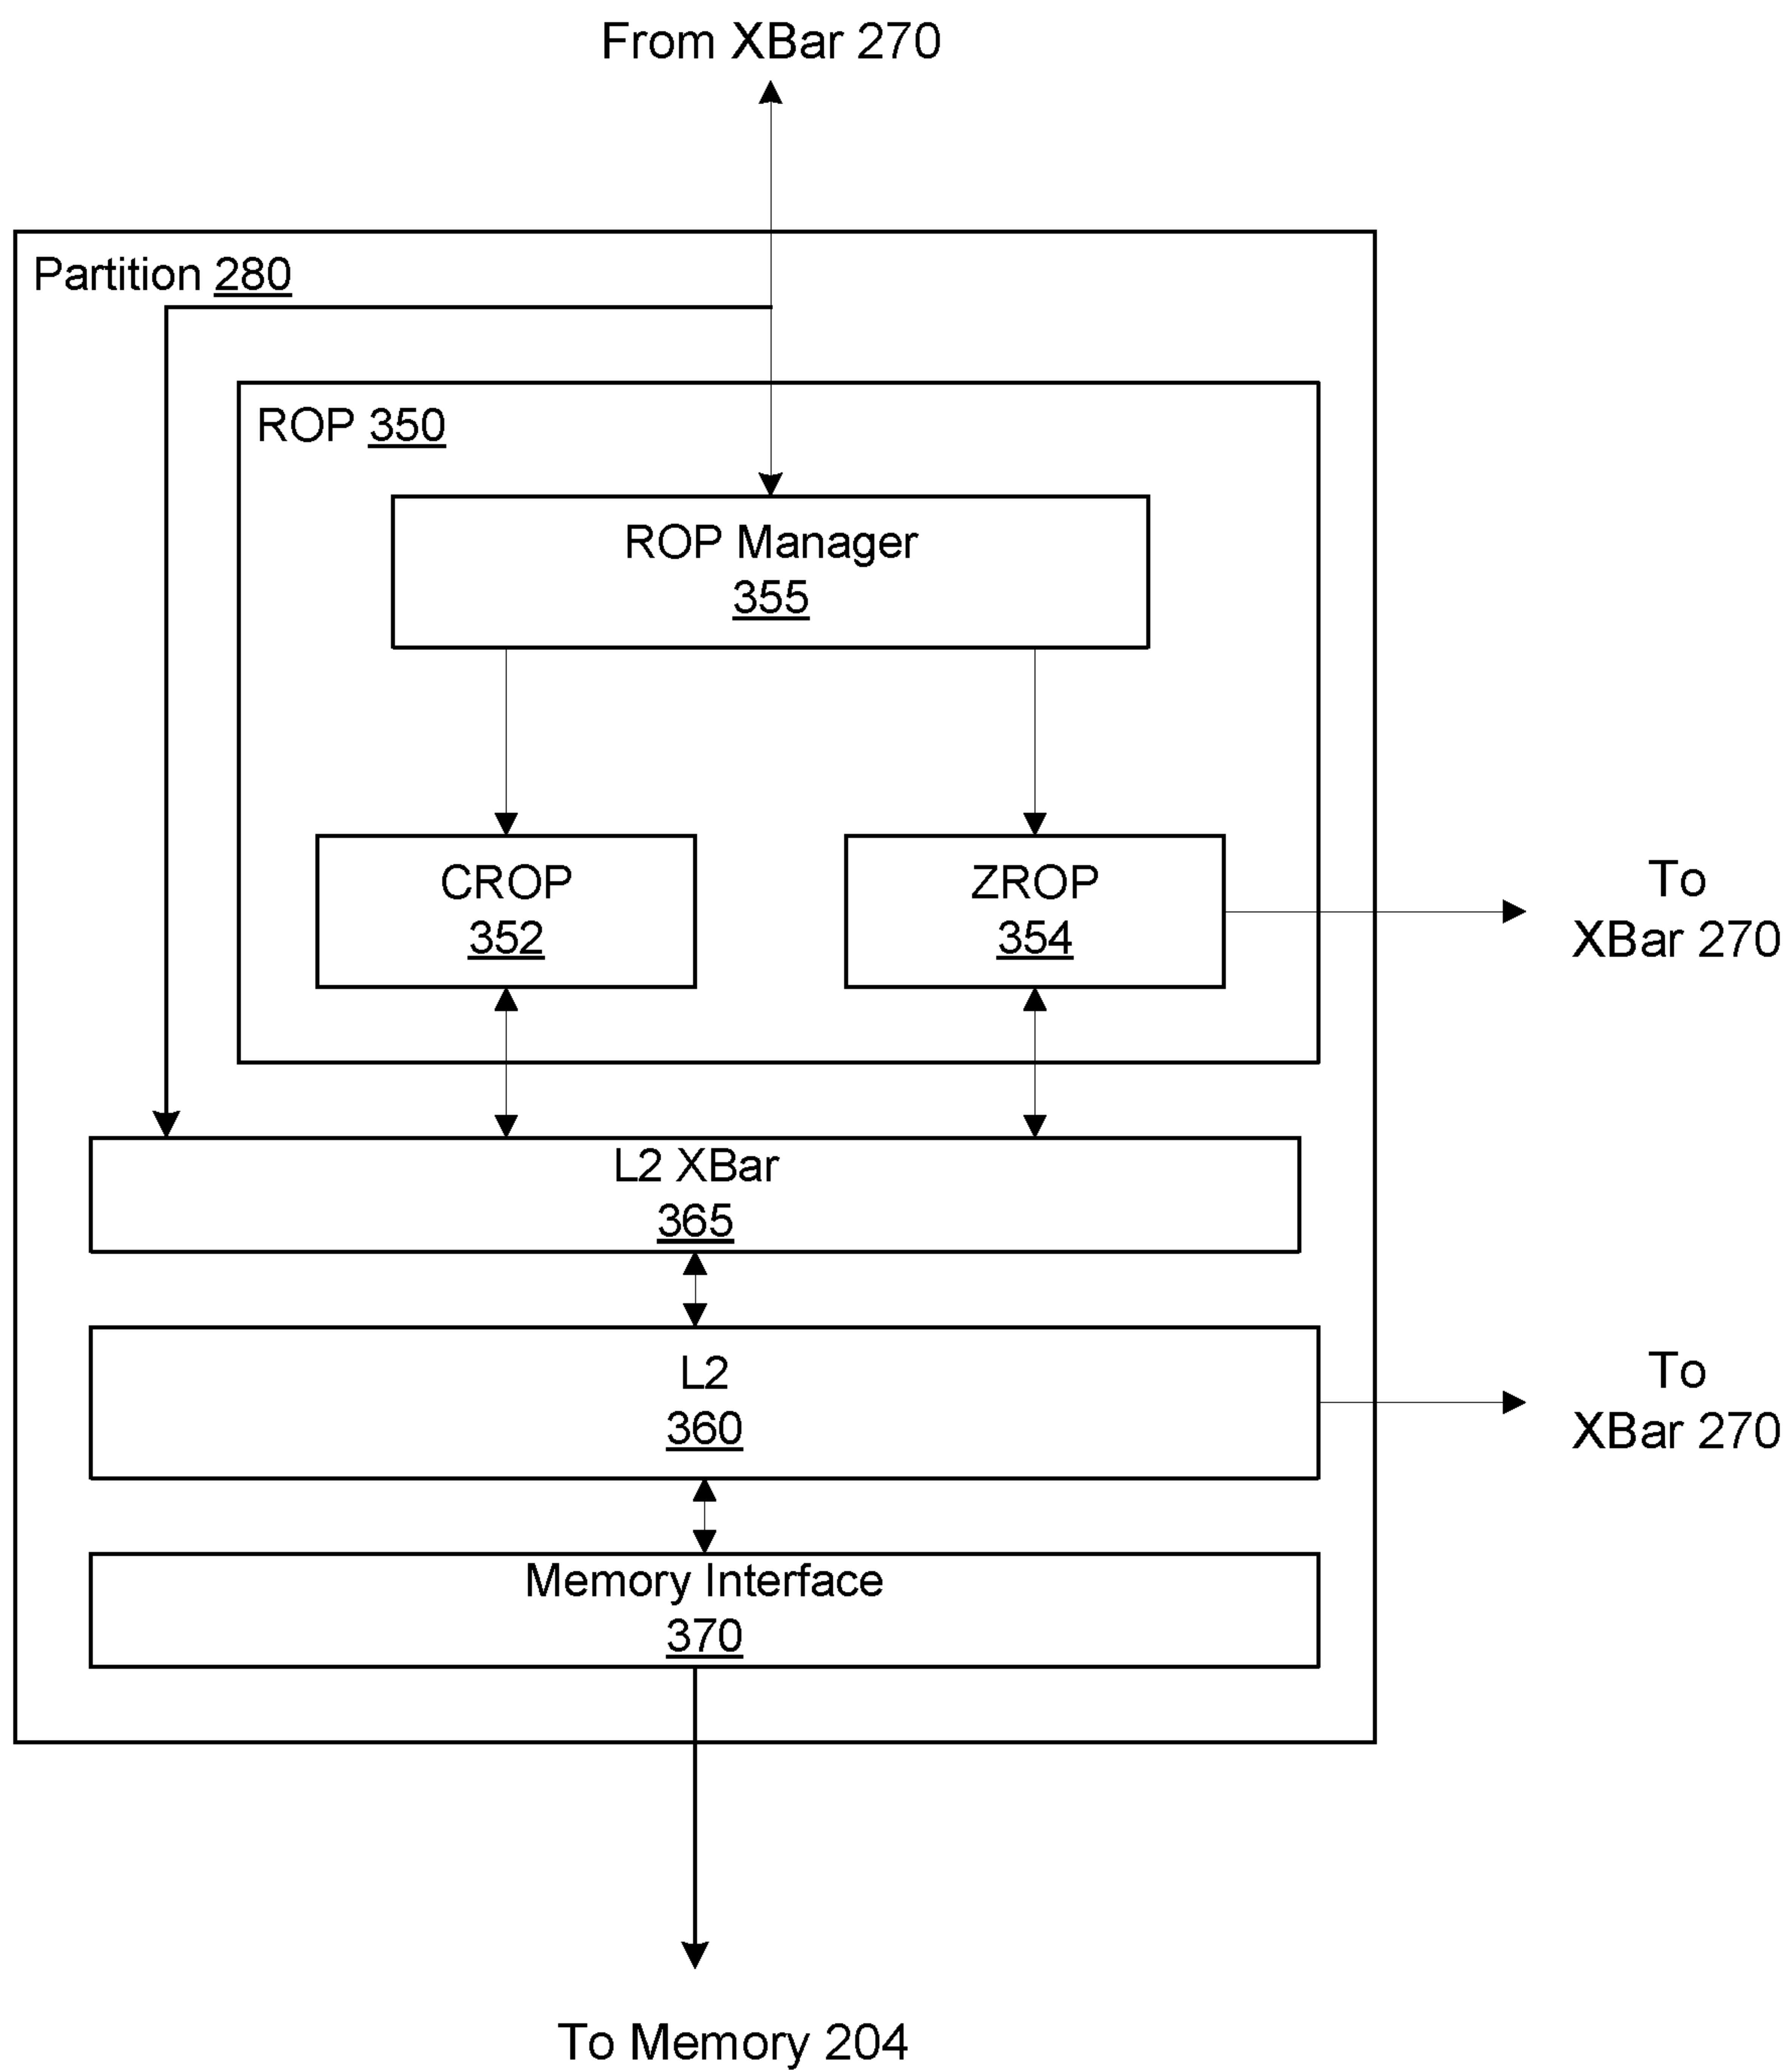 From XBar 270
Partition 280
ROP 350
ROP Manager
355
CROP
352
ZROP
354
To
XBar 270
L2 XBar
365
L2
360
To
XBar 270
Memory Interface
370
To Memory 204